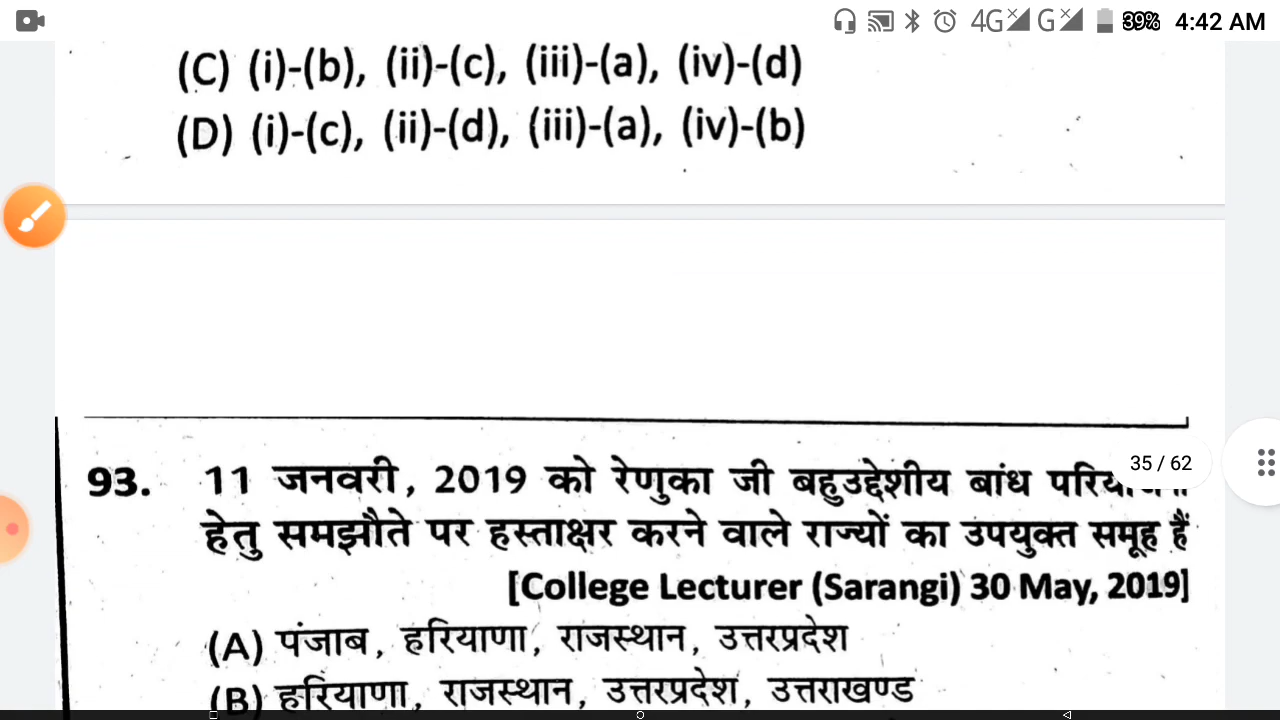 4G G 39% 4:42 AM
(C) (i)-(b), (ii)-(c), (iii)-(a), (iv)-(d)
(D) (i)-(c), (ii)-(d), (iii)-(a), (iv)-(b)
35 / 62
93. 11 जनवरी, 2019 को रेणुका जी बहुउद्देशीय बांध
हेतु समझौते पर हस्ताक्षर करने वाले राज्यों का उपयुक्त समूह हैं
[College Lecturer (Sarangi) 30 May, 2019]
(A) पंजाब, हरियाणा, राजस्थान, उत्तरप्रदेश
(B) हरियाणा, राजस्थान, उत्तरप्रदेश, उत्तराखण्ड